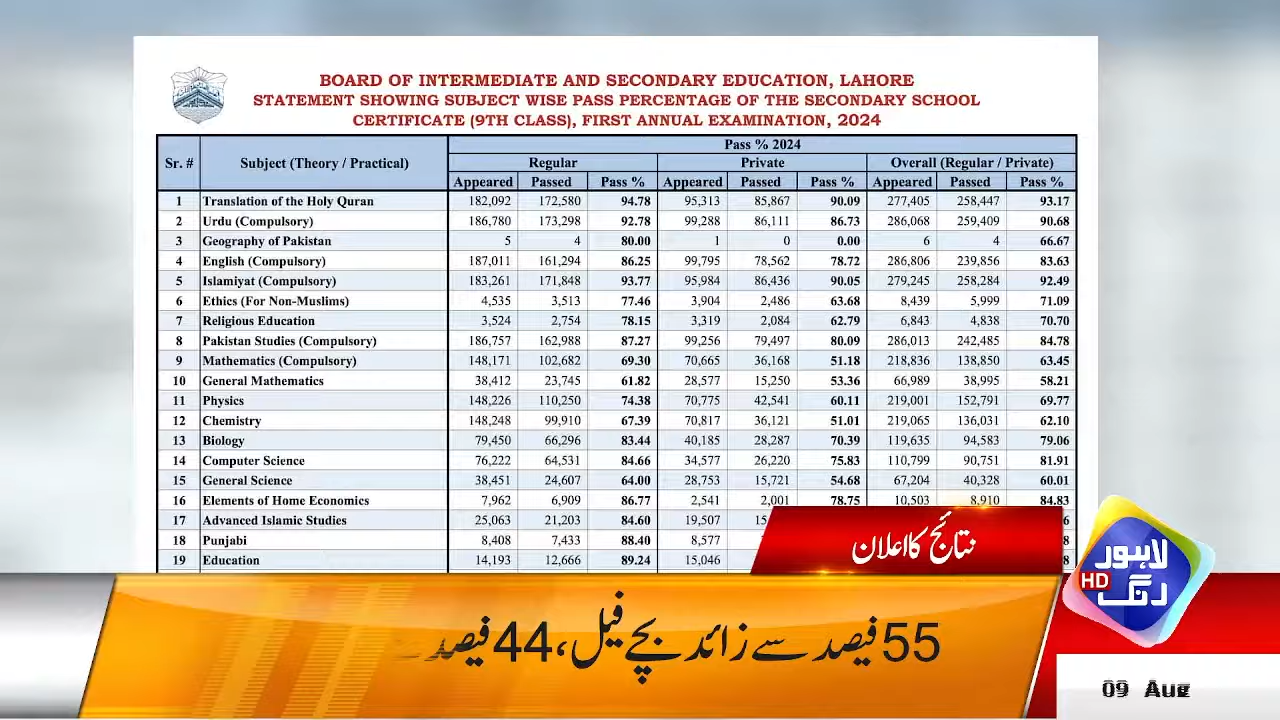 BOARD OF INTERMEDIATE AND SECONDARY EDUCATION, LAHORE
STATEMENT SHOWING SUBJECT WISE PASS PERCENTAGE OF THE SECONDARY SCHOOL
CERTIFICATE (9TH CLASS), FIRST ANNUAL EXAMINATION, 2024
Sr. # Subject (Theory / Practical) Pass % 2024
Regular Private Overall (Regular / Private)
Appeared Passed Pass % Appeared Passed Pass % Appeared Passed Pass %
1 Translation of the Holy Quran 182,092 172,580 94.78 95,313 85,867 90.09 277,405 258,447 93.17
2 Urdu (Compulsory) 186,780 173,298 92.78 99,288 86,111 86.73 286,068 259,409 90.68
3 Geography of Pakistan 5 4 80.00 1 0 0.00 6 4 66.67
4 English (Compulsory) 187,011 161,294 86.25 99,795 78,562 78.72 286,806 239,856 83.63
5 Islamiyat (Compulsory) 183,261 171,848 93.77 95,984 86,436 90.05 279,245 258,284 92.49
6 Ethics (For Non-Muslims) 4,535 3,513 77.46 3,904 2,486 63.68 8,439 5,999 71.09
7 Religious Education 3,524 2,754 78.15 3,319 2,084 62.79 6,843 4,838 70.70
8 Pakistan Studies (Compulsory) 186,757 162,988 87.27 99,256 79,497 80.09 286,013 242,485 84.78
9 Mathematics (Compulsory) 148,171 102,682 69.30 70,665 36,168 51.18 218,836 138,850 63.45
10 General Mathematics 38,412 23,745 61.82 28,577 15,250 53.36 66,989 38,995 58.21
11 Physics 148,226 110,250 74.38 70,775 42,541 60.11 219,001 152,791 69.77
12 Chemistry 148,248 99,910 67.39 70,817 36,121 51.01 219,065 136,031 62.10
13 Biology 79,450 66,296 83.44 40,185 28,287 70.39 119,635 94,583 79.06
14 Computer Science 76,222 64,531 84.66 34,577 26,220 75.83 110,799 90,751 81.91
15 General Science 38,451 24,607 64.00 28,753 15,721 54.68 67,204 40,328 60.01
16 Elements of Home Economics 7,962 6,909 86.77 2,541 2,001 78.75 10,503 8,910 84.83
17 Advanced Islamic Studies 25,063 21,203 84.60 19,507
18 Punjabi 8,408 7,433 88.40 8,577
19 Education 14,193 12,666 89.24 15,046
نتائج کا اعلان
لاہور
رنگ
HD
55 فیصد سے زائد بچے فیل، 44 فیصد
09 Aug